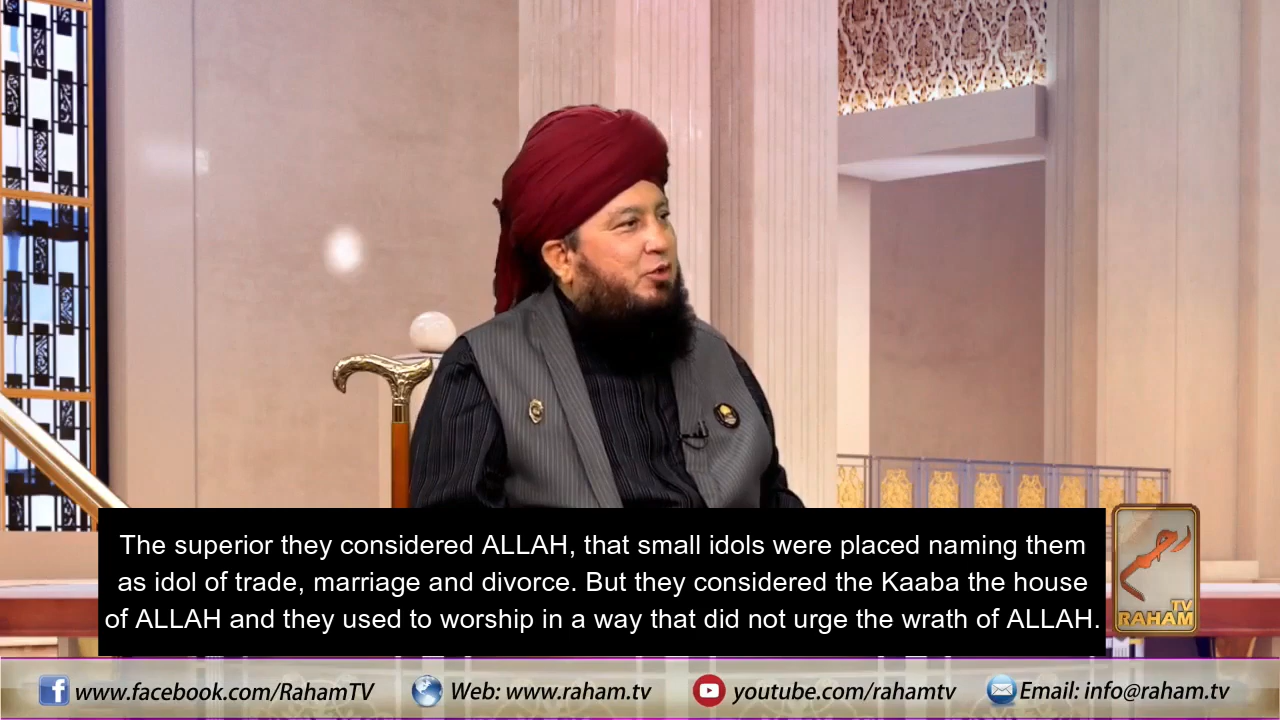 The superior they considered ALLAH, that small idols were placed naming them
as idol of trade, marriage and divorce. But they considered the Kaaba the house
of ALLAH and they used to worship in a way that did not urge the wrath of ALLAH.
رحم
TV
RAHAM
www.facebook.com/RahamTV
Web: www.raham.tv
youtube.com/rahamtv
Email: info@raham.tv